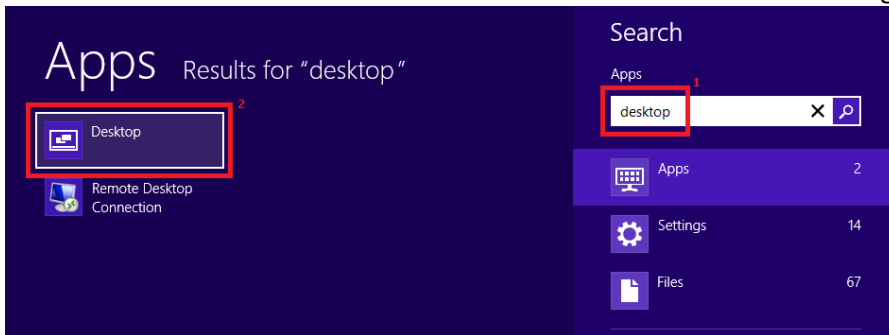 Apps Results for "desktop"
2
Desktop
Remote Desktop
Connection
Search
Apps
1
desktop
Apps 2
Settings 14
Files 67